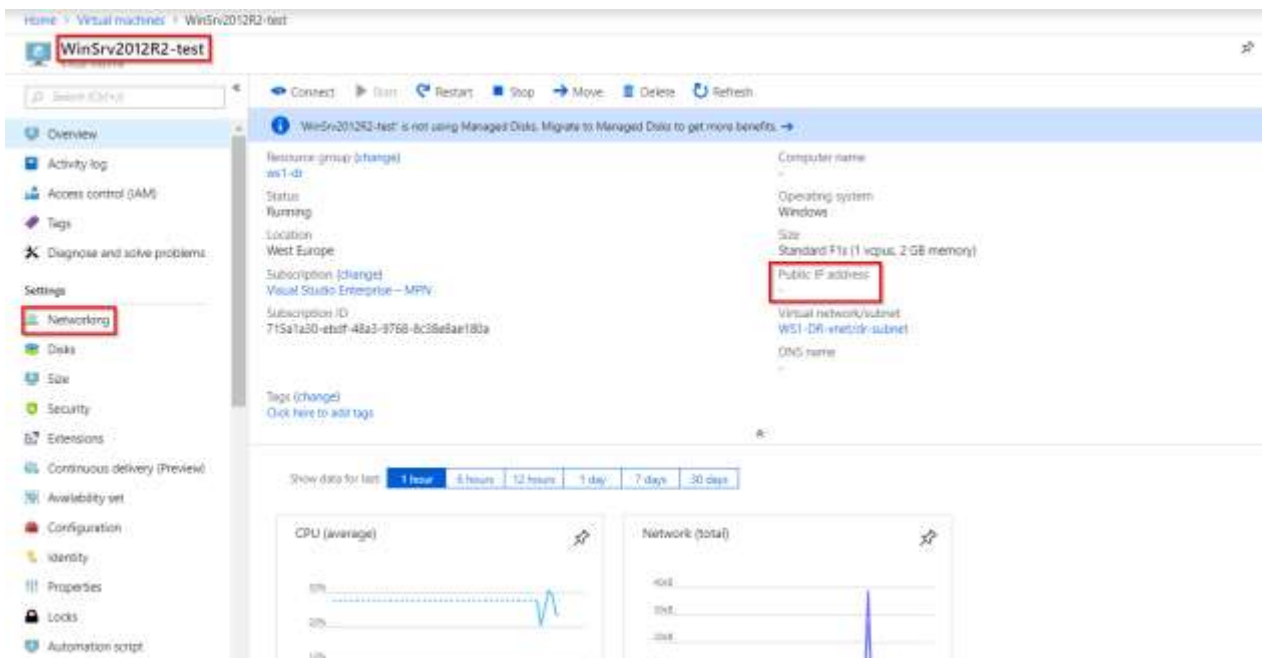 Home > Virtual machines > WinSrv2012R2-test
WinSrv2012R2-test
Virtual machine
Search (Ctrl+/)
Connect Start Restart Stop Move Delete Refresh
'WinSrv2012R2-test' is not using Managed Disks. Migrate to Managed Disks to get more benefits. →
Overview
Activity log
Access control (IAM)
Tags
Diagnose and solve problems
Settings
Networking
Disks
Size
Security
Extensions
Continuous delivery (Preview)
Availability set
Configuration
Identity
Properties
Locks
Automation script
Resource group (change)
ws1-dr
Status
Running
Location
West Europe
Subscription (change)
Visual Studio Enterprise – MPN
Subscription ID
Tags (change)
Click here to add tags
Computer name
-
Operating system
Windows
Size
Standard F1s (1 vcpus, 2 GB memory)
Public IP address
-
Virtual network/subnet
WS1-DR-vnet/dr-subnet
DNS name
-
Show data for last: 1 hour 6 hours 12 hours 1 day 7 days 30 days
CPU (average)
Network (total)